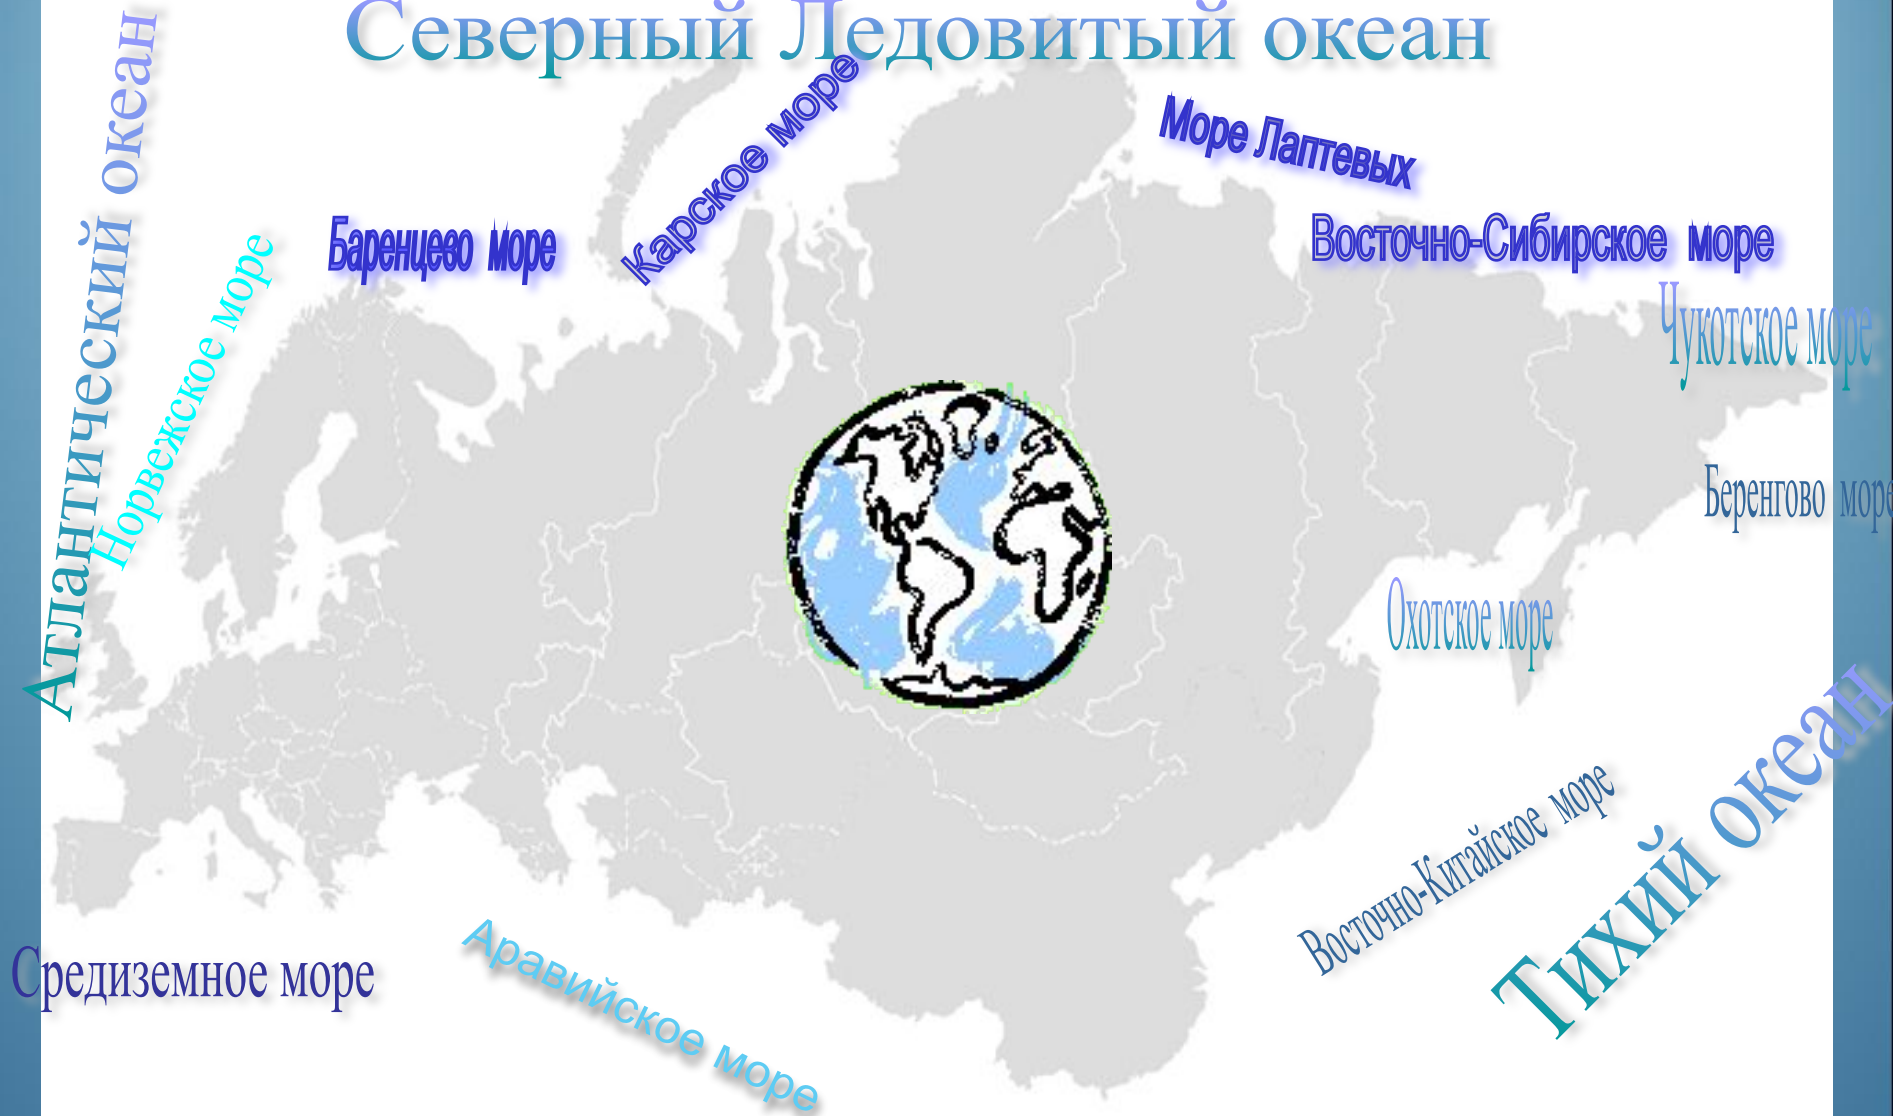 Северный Ледовитый океан
Атлантический океан
Норвежское море
Баренцево море
Карское море
Море Лаптевых
Восточно-Сибирское море
Чукотское море
Беренгово море
Охотское море
Тихий океан
Восточно-Китайское море
Средиземное море
Аравийское море